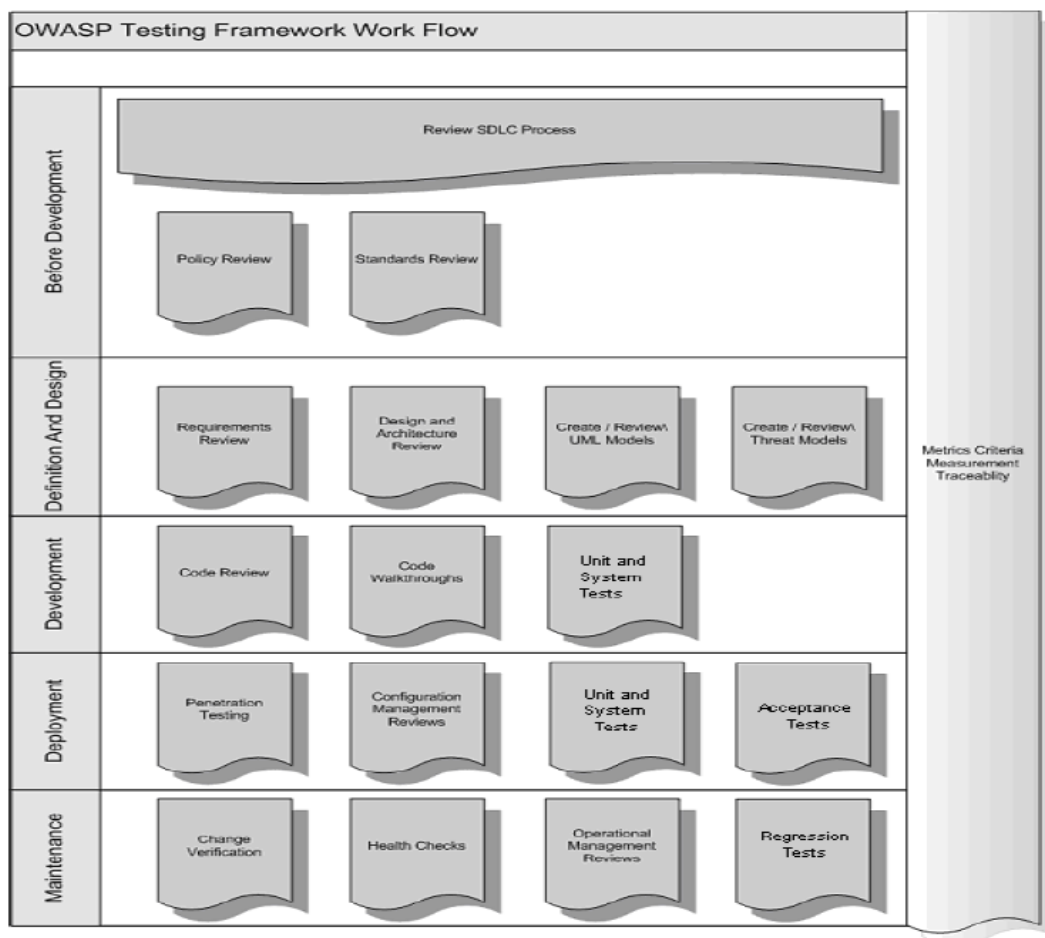 OWASP Testing Framework Work Flow
Before Development
Review SDLC Process
Policy Review
Standards Review
Definition And Design
Requirements
Review
Design and
Architecture
Review
Create / Review\
UML Models
Create / Review\
Threat Models
Development
Code Review
Code
Walkthroughs
Unit and
System
Tests
Deployment
Penetration
Testing
Configuration
Management
Reviews
Unit and
System
Tests
Acceptance
Tests
Maintenance
Change
Verification
Health Checks
Operational
Management
Reviews
Regression
Tests
Metrics Criteria
Measurement
Traceablity